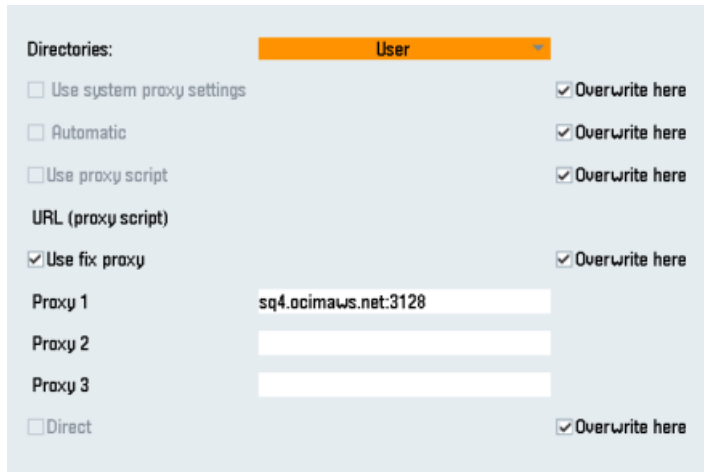 Directories: User
Use system proxy settings Overwrite here
Automatic Overwrite here
Use proxy script Overwrite here
URL (proxy script)
Use fix proxy Overwrite here
Proxy 1 sq4.ocimaws.net:3128
Proxy 2
Proxy 3
Direct Overwrite here